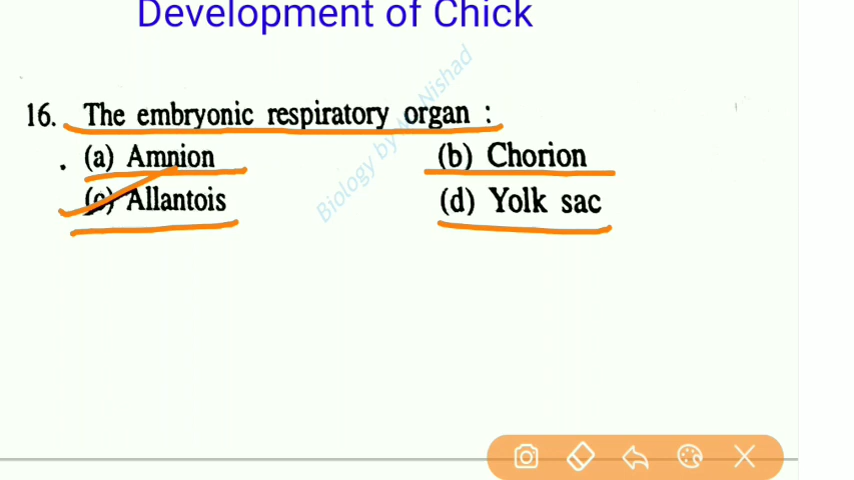 Development of Chick
16. The embryonic respiratory organ :
(a) Amnion (b) Chorion
(c) Allantois (d) Yolk sac
Biology by Nishad